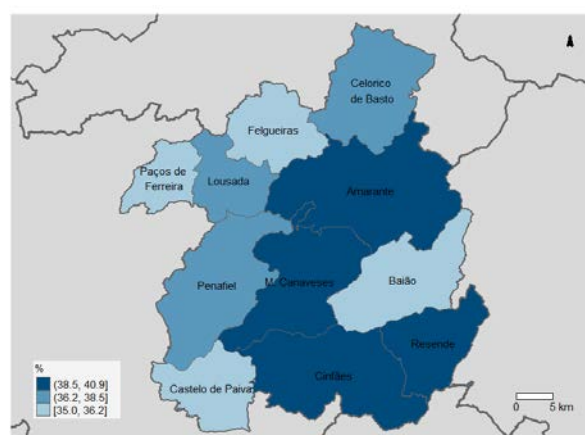 Celorico
de Basto
Felgueiras
Paços de
Ferreira
Lousada
Amarante
Penafiel
M. Canaveses
Baião
Resende
Cinfães
Castelo de Paiva
%
(38.5, 40.9]
(36.2, 38.5]
[35.0, 36.2]
0
5 km